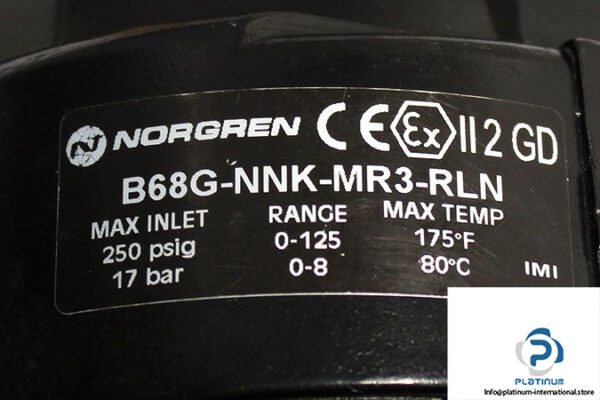 NORGREN CE Ex II 2 GD
B68G-NNK-MR3-RLN
MAX INLET RANGE MAX TEMP
250 psig 0-125 175°F
17 bar 0-8 80°C IMI
PLATINUM
https://platinum-international.store